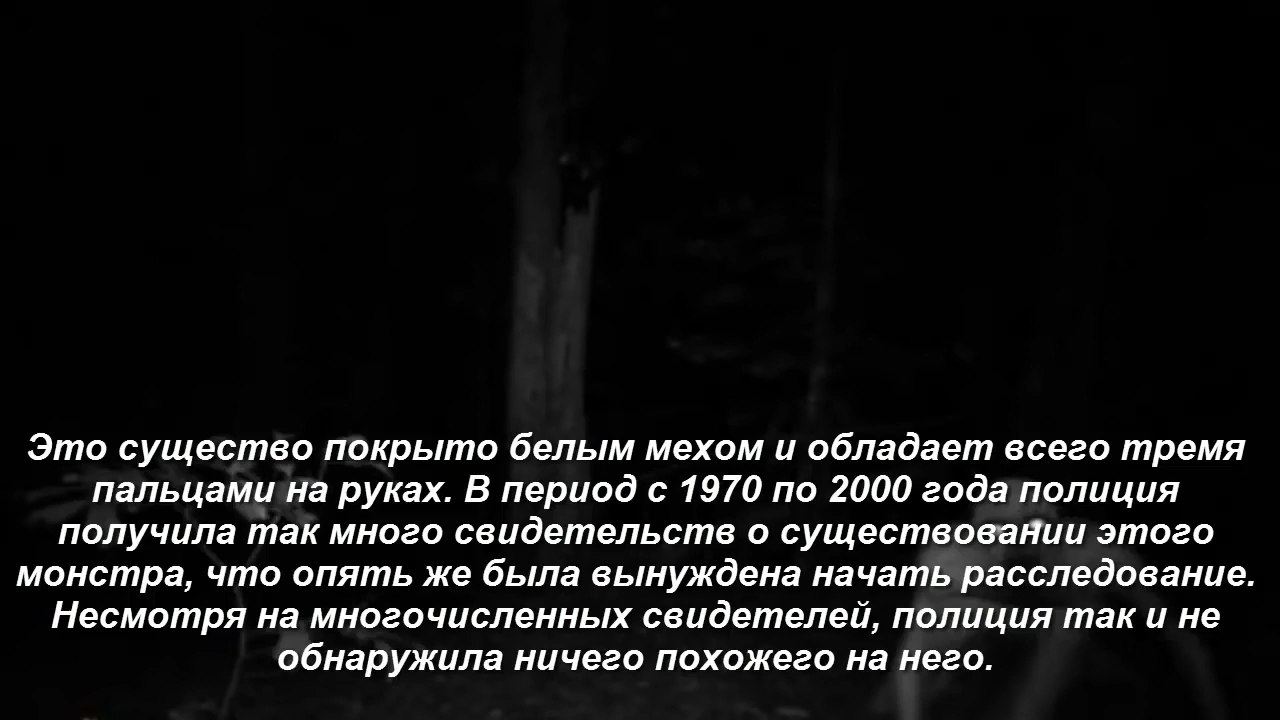 Это существо покрыто белым мехом и обладает всего тремя
пальцами на руках. В период с 1970 по 2000 года полиция
получила так много свидетельств о существовании этого
монстра, что опять же была вынуждена начать расследование.
Несмотря на многочисленных свидетелей, полиция так и не
обнаружила ничего похожего на него.